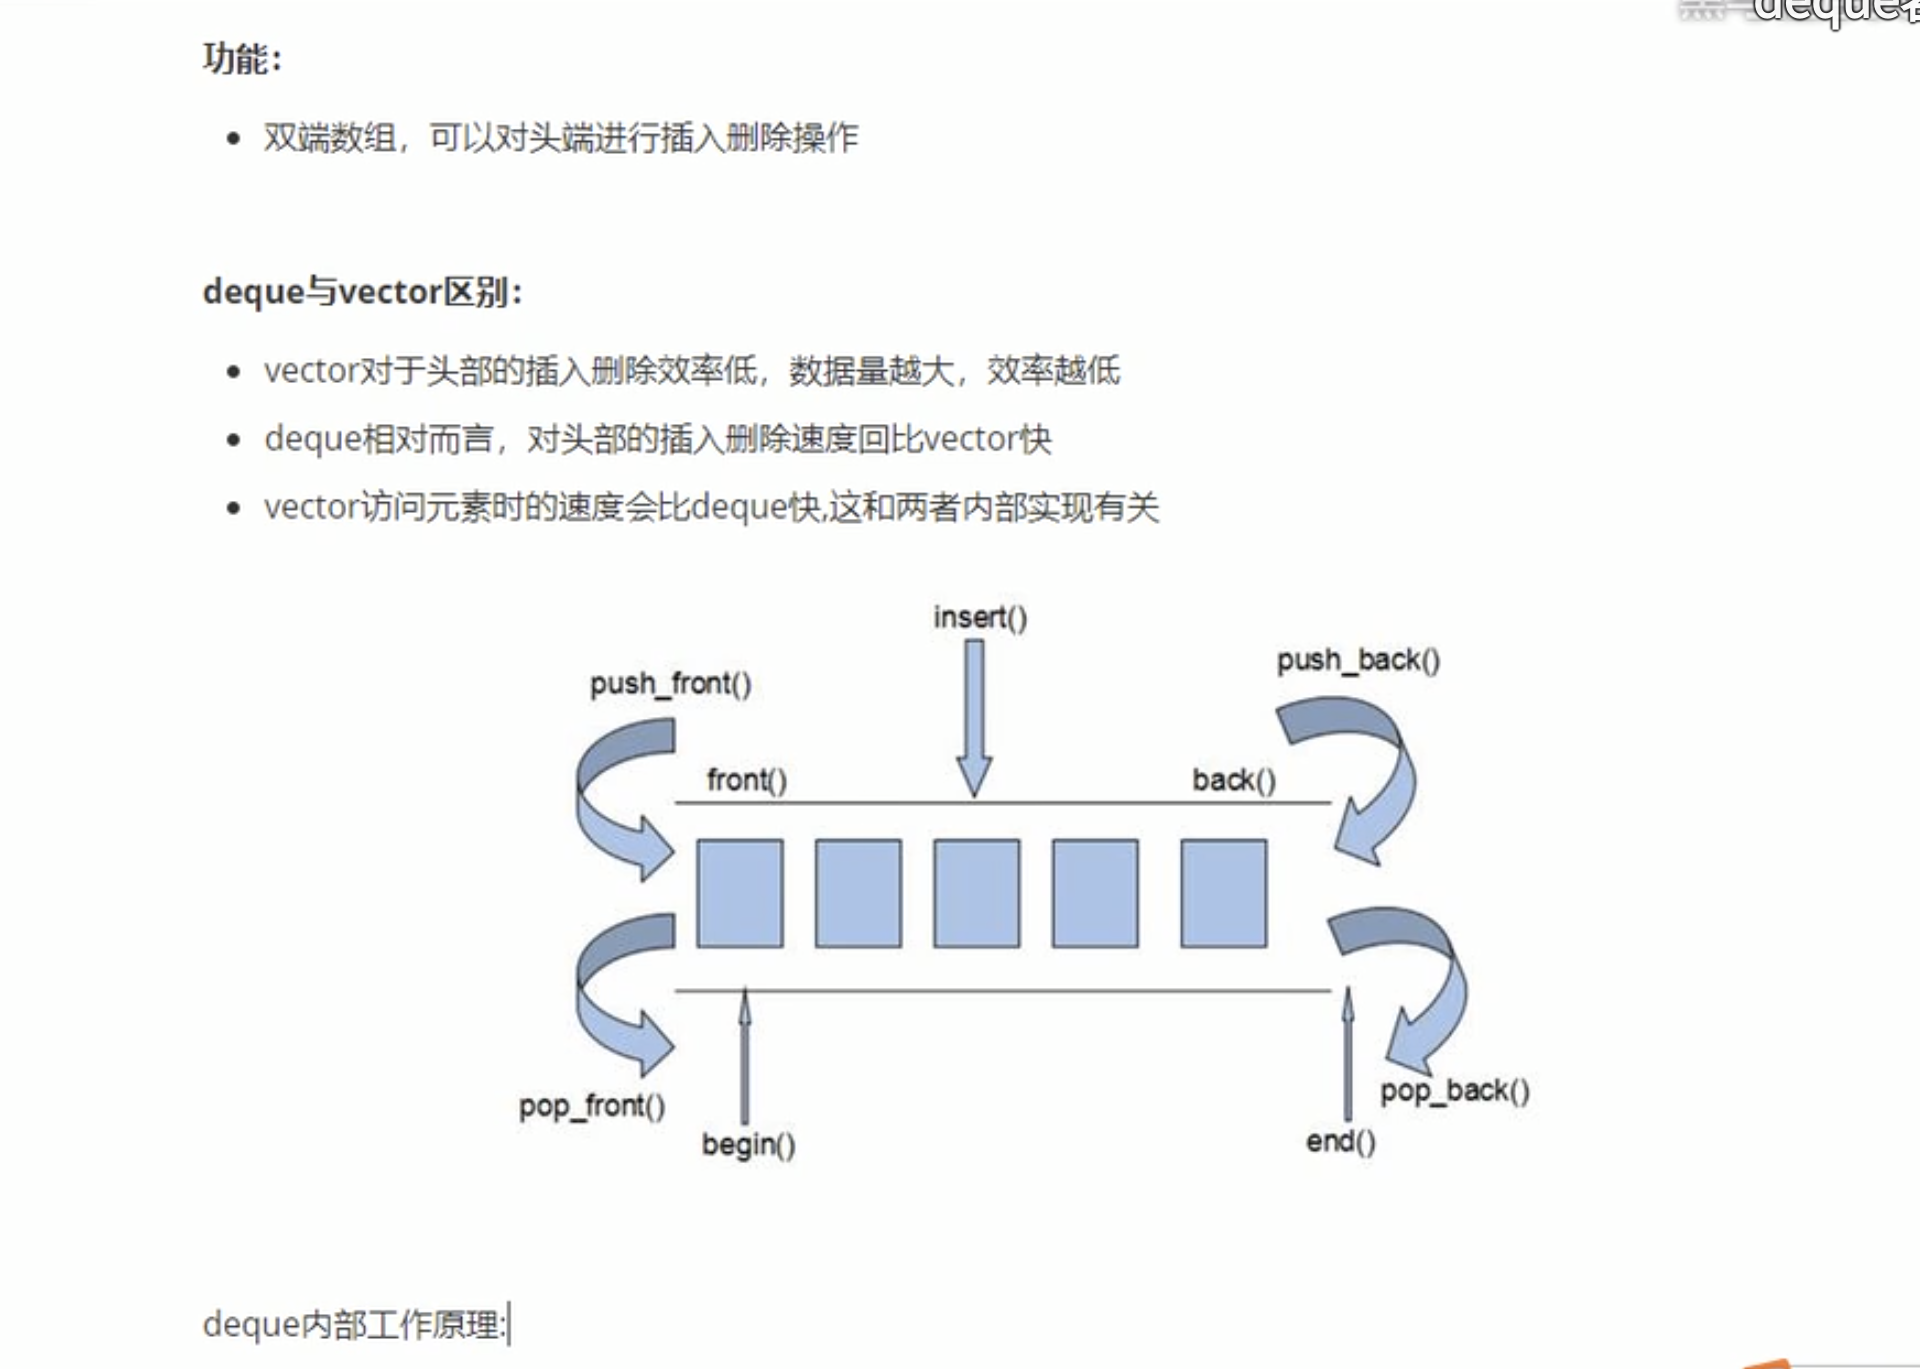 deque
功能：
双端数组，可以对头端进行插入删除操作
deque与vector区别：
vector对于头部的插入删除效率低，数据量越大，效率越低
deque相对而言，对头部的插入删除速度回比vector快
vector访问元素时的速度会比deque快,这和两者内部实现有关
insert()
push_front()
push_back()
front()
back()
pop_front()
begin()
end()
pop_back()
deque内部工作原理: